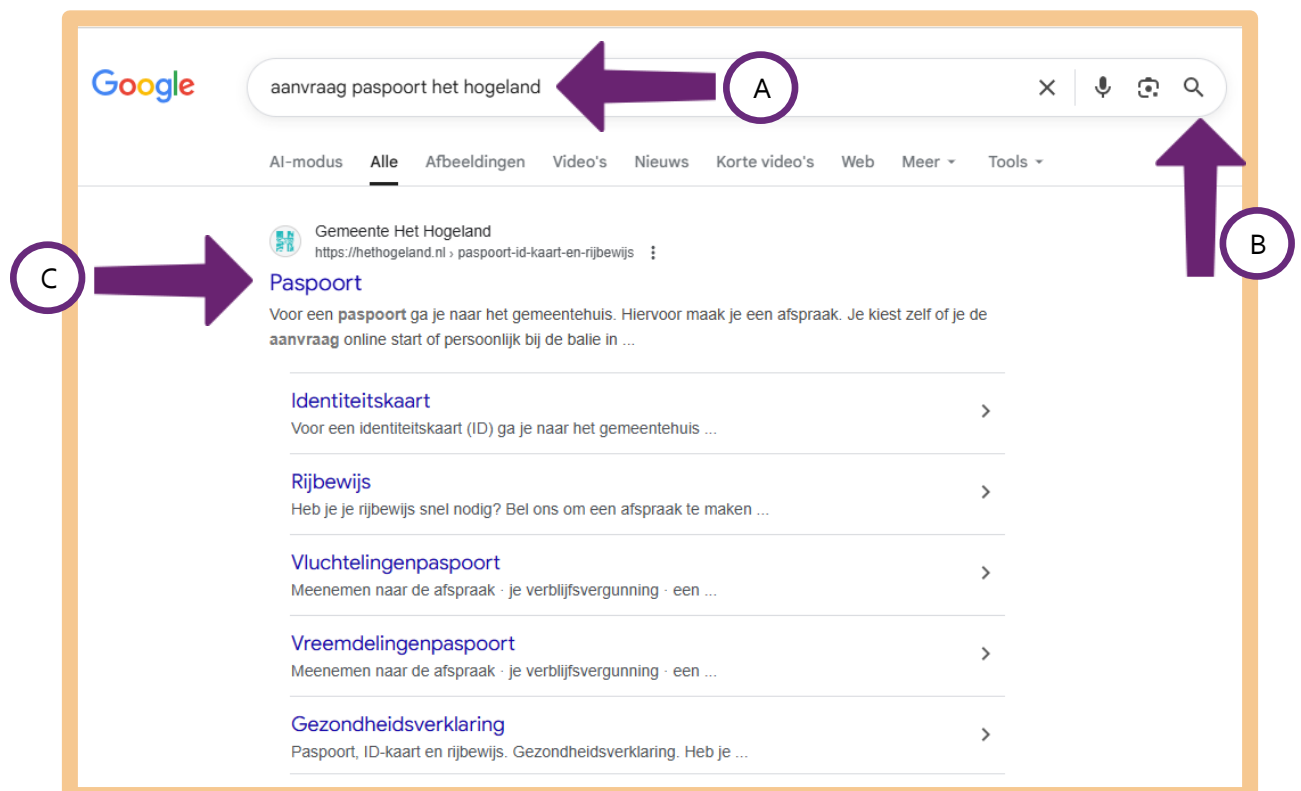 Google
aanvraag paspoort het hogeland
A
AI-modus Alle Afbeeldingen Video's Nieuws Korte video's Web Meer Tools
B
C
Gemeente Het Hogeland
https://hethogeland.nl › paspoort-id-kaart-en-rijbewijs
Paspoort
Voor een paspoort ga je naar het gemeentehuis. Hiervoor maak je een afspraak. Je kiest zelf of je de
aanvraag online start of persoonlijk bij de balie in ...
Identiteitskaart
Voor een identiteitskaart (ID) ga je naar het gemeentehuis ...
Rijbewijs
Heb je je rijbewijs snel nodig? Bel ons om een afspraak te maken ...
Vluchtelingenpaspoort
Meenemen naar de afspraak · je verblijfsvergunning · een ...
Vreemdelingenpaspoort
Meenemen naar de afspraak · je verblijfsvergunning · een ...
Gezondheidsverklaring
Paspoort, ID-kaart en rijbewijs. Gezondheidsverklaring. Heb je ...